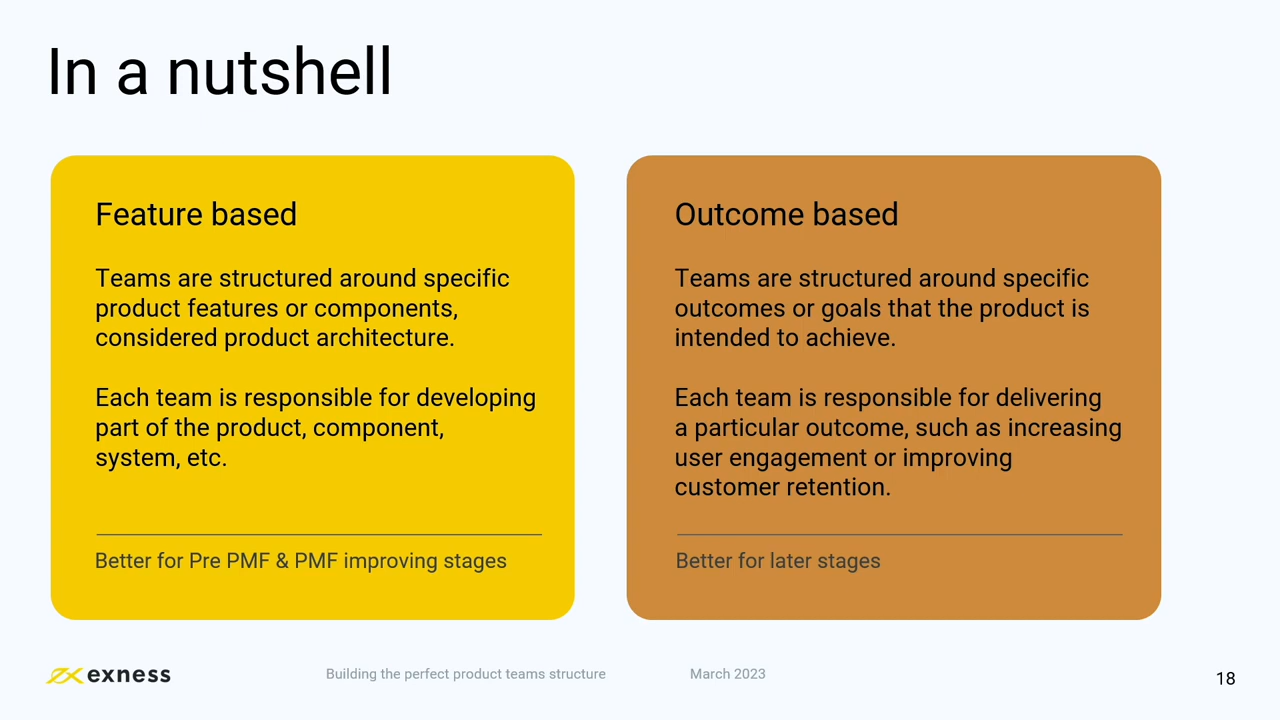 In a nutshell
Feature based
Teams are structured around specific
product features or components,
considered product architecture.
Each team is responsible for developing
part of the product, component,
system, etc.
Better for Pre PMF & PMF improving stages
Outcome based
Teams are structured around specific
outcomes or goals that the product is
intended to achieve.
Each team is responsible for delivering
a particular outcome, such as increasing
user engagement or improving
customer retention.
Better for later stages
exness
Building the perfect product teams structure
March 2023
18